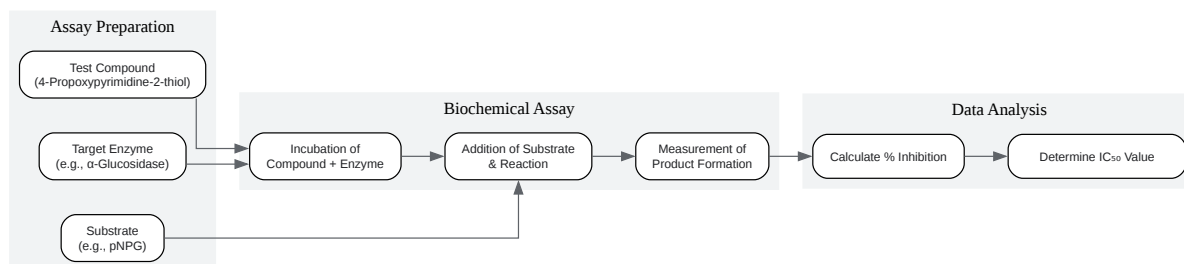 Assay Preparation
Test Compound
(4-Propoxypyrimidine-2-thiol)
Target Enzyme
(e.g., α-Glucosidase)
Substrate
(e.g., pNPG)
Biochemical Assay
Incubation of
Compound + Enzyme
Addition of Substrate
& Reaction
Measurement of
Product Formation
Data Analysis
Calculate % Inhibition
Determine IC₅₀ Value